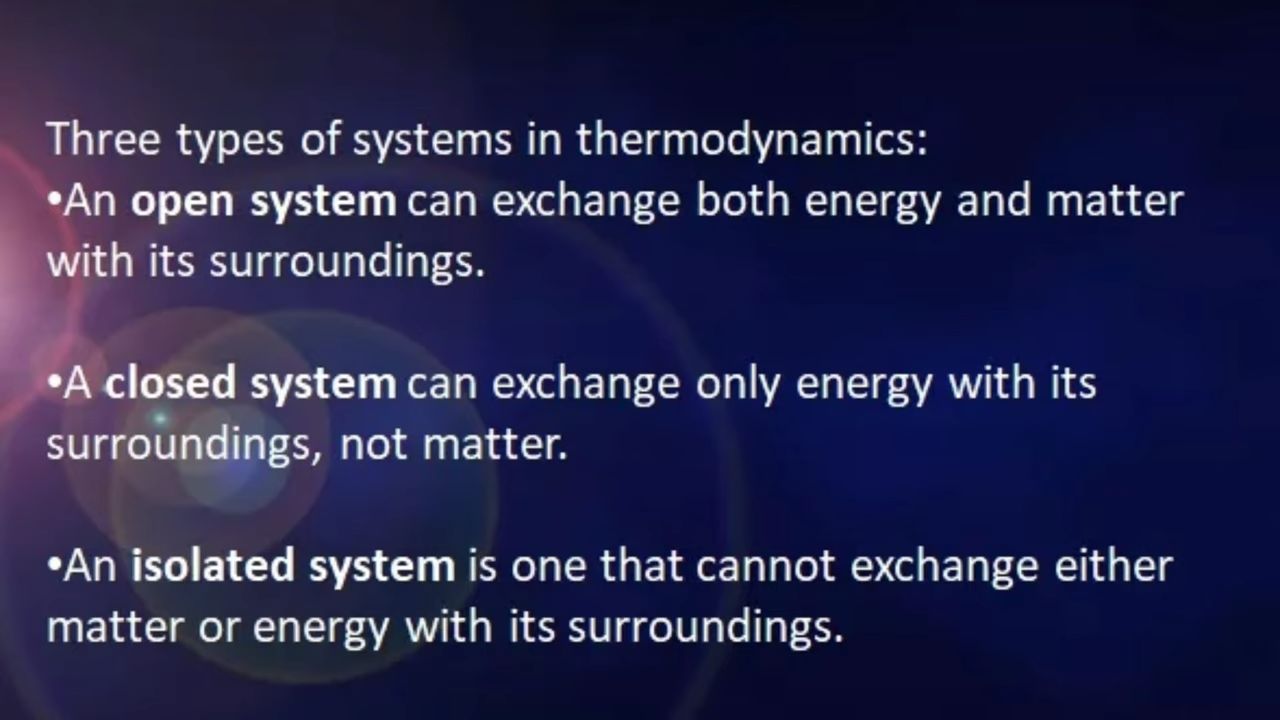 Three types of systems in thermodynamics:
•An open system can exchange both energy and matter
with its surroundings.
•A closed system can exchange only energy with its
surroundings, not matter.
•An isolated system is one that cannot exchange either
matter or energy with its surroundings.